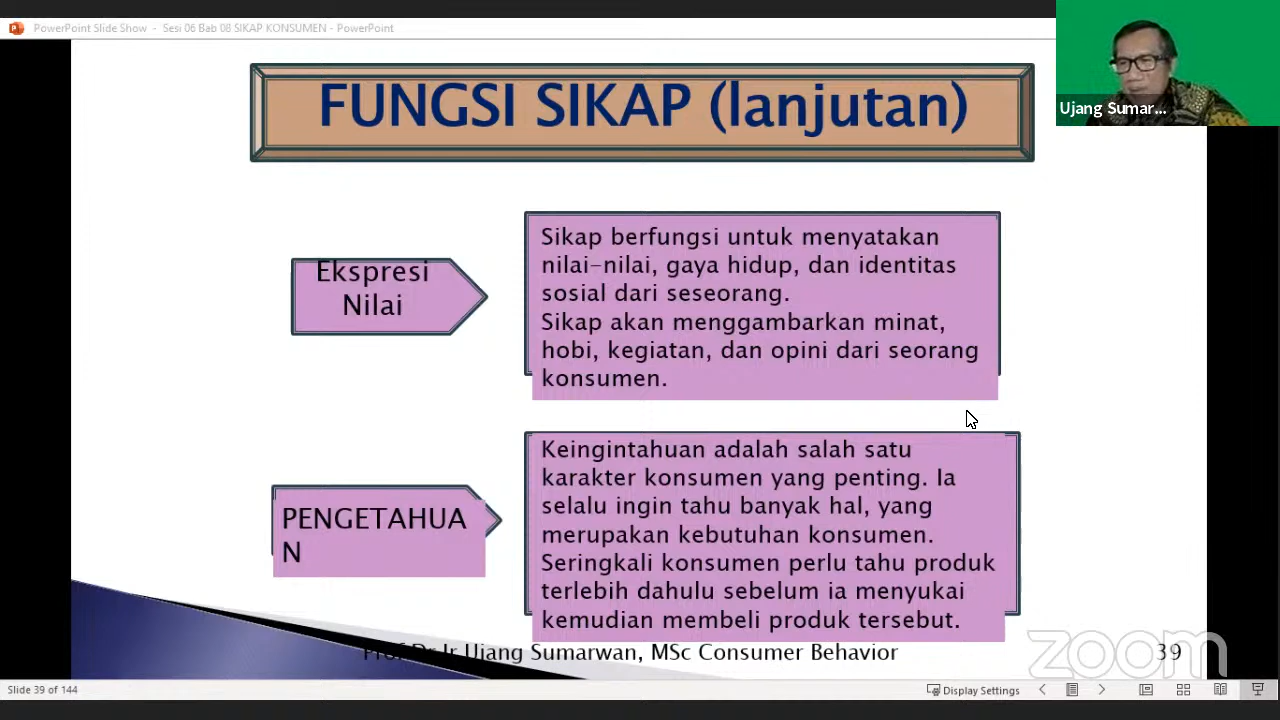 PowerPoint Slide Show - Sesi 06 Bab 08 SIKAP KONSUMEN - PowerPoint
Ujang Sumar...
FUNGSI SIKAP (lanjutan)
Ekspresi
Nilai
Sikap berfungsi untuk menyatakan
nilai-nilai, gaya hidup, dan identitas
sosial dari seseorang.
Sikap akan menggambarkan minat,
hobi, kegiatan, dan opini dari seorang
konsumen.
PENGETAHUA
N
Keingintahuan adalah salah satu
karakter konsumen yang penting. Ia
selalu ingin tahu banyak hal, yang
merupakan kebutuhan konsumen.
Seringkali konsumen perlu tahu produk
terlebih dahulu sebelum ia menyukai
kemudian membeli produk tersebut.
Prof Dr Ir Ujang Sumarwan, MSc Consumer Behavior
39
zoom
Slide 39 of 144
Display Settings